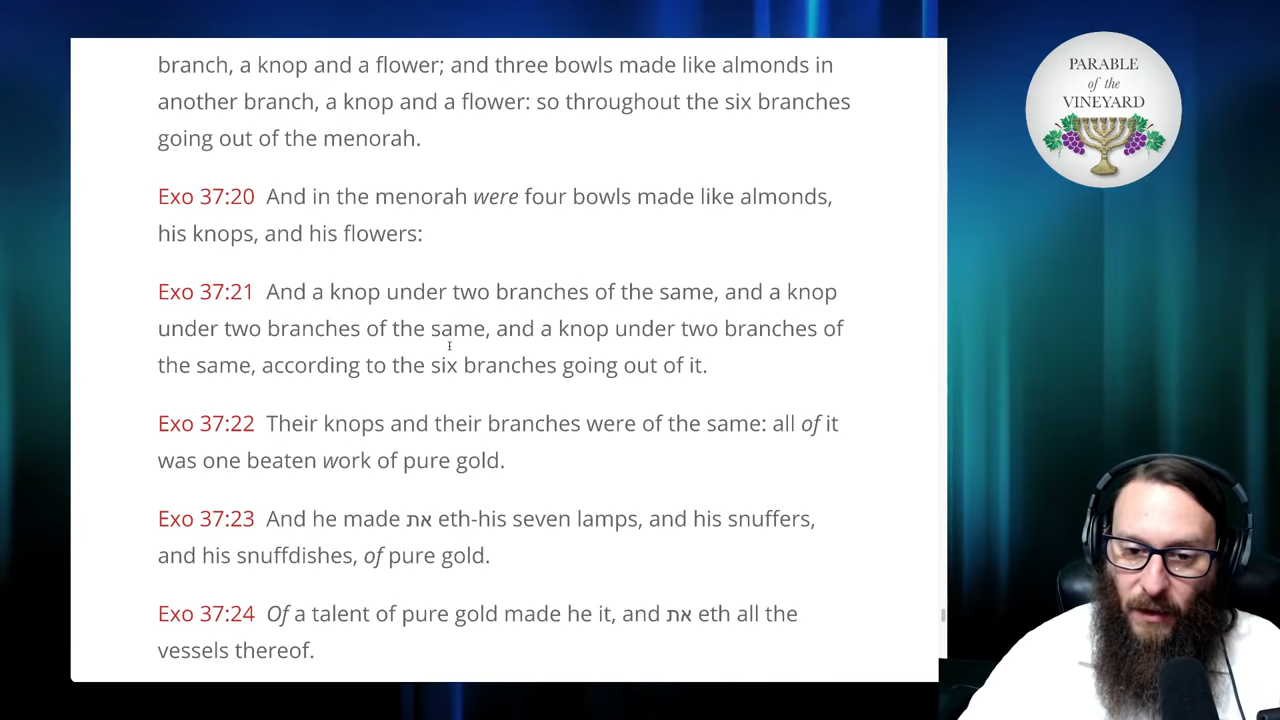 branch, a knop and a flower; and three bowls made like almonds in
another branch, a knop and a flower: so throughout the six branches
going out of the menorah.
Exo 37:20 And in the menorah were four bowls made like almonds,
his knops, and his flowers:
Exo 37:21 And a knop under two branches of the same, and a knop
under two branches of the same, and a knop under two branches of
the same, according to the six branches going out of it.
Exo 37:22 Their knops and their branches were of the same: all of it
was one beaten work of pure gold.
Exo 37:23 And he made את eth-his seven lamps, and his snuffers,
and his snuffdishes, of pure gold.
Exo 37:24 Of a talent of pure gold made he it, and את eth all the
vessels thereof.
PARABLE
of the
VINEYARD